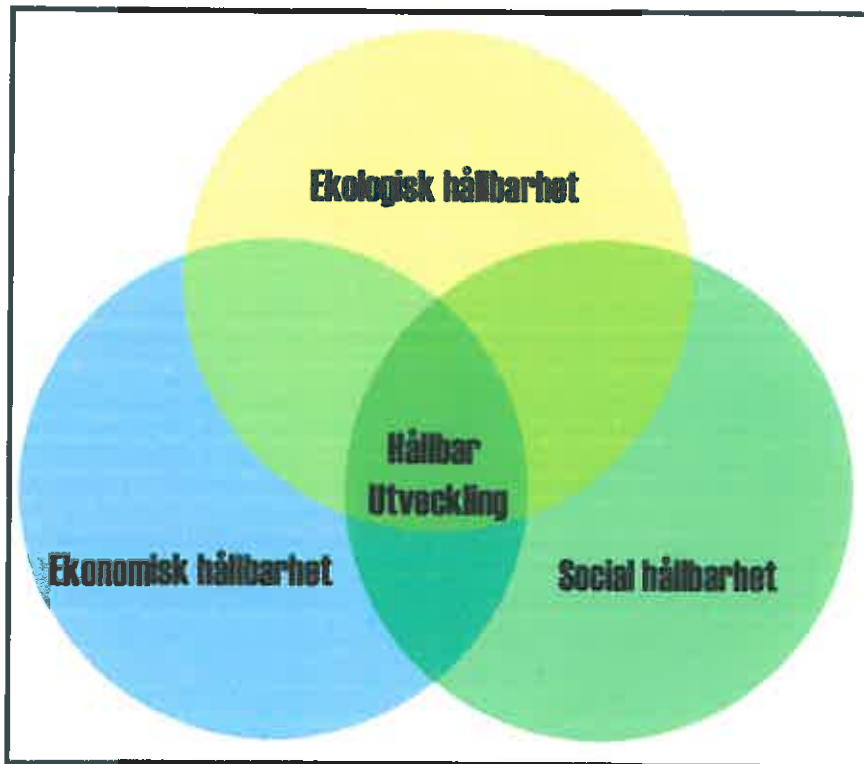 Ekologisk hållbarhet
Hållbar
Utveckling
Ekonomisk hållbarhet
Social hållbarhet